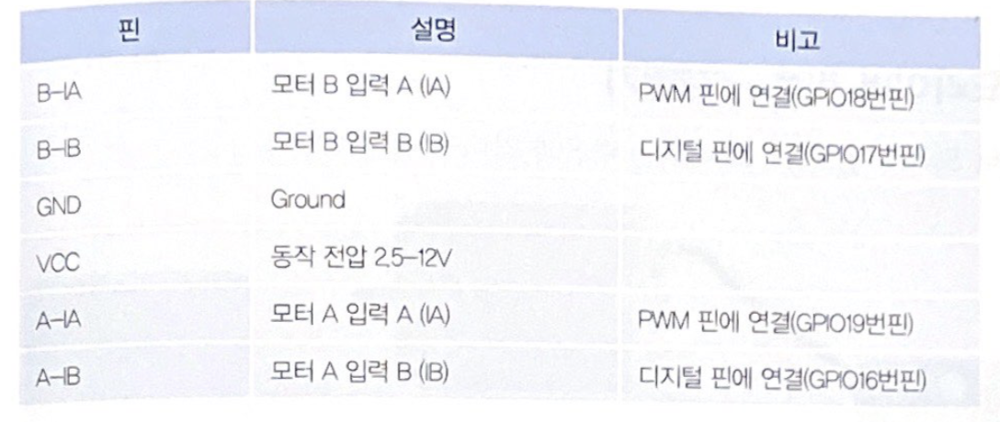 핀 설명 비고
B-IA 모터 B 입력 A (IA) PWM 핀에 연결(GPIO18번핀)
B-IB 모터 B 입력 B (IB) 디지털 핀에 연결(GPIO17번핀)
GND Ground
VCC 동작 전압 2.5-12V
A-IA 모터 A 입력 A (IA) PWM 핀에 연결(GPIO19번핀)
A-IB 모터 A 입력 B (IB) 디지털 핀에 연결(GPIO16번핀)